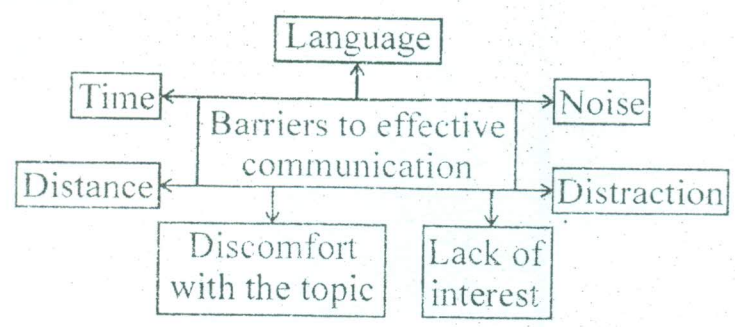 Language
Time
Noise
Barriers to effective
communication
Distance
Distraction
Discomfort
with the topic
Lack of
interest